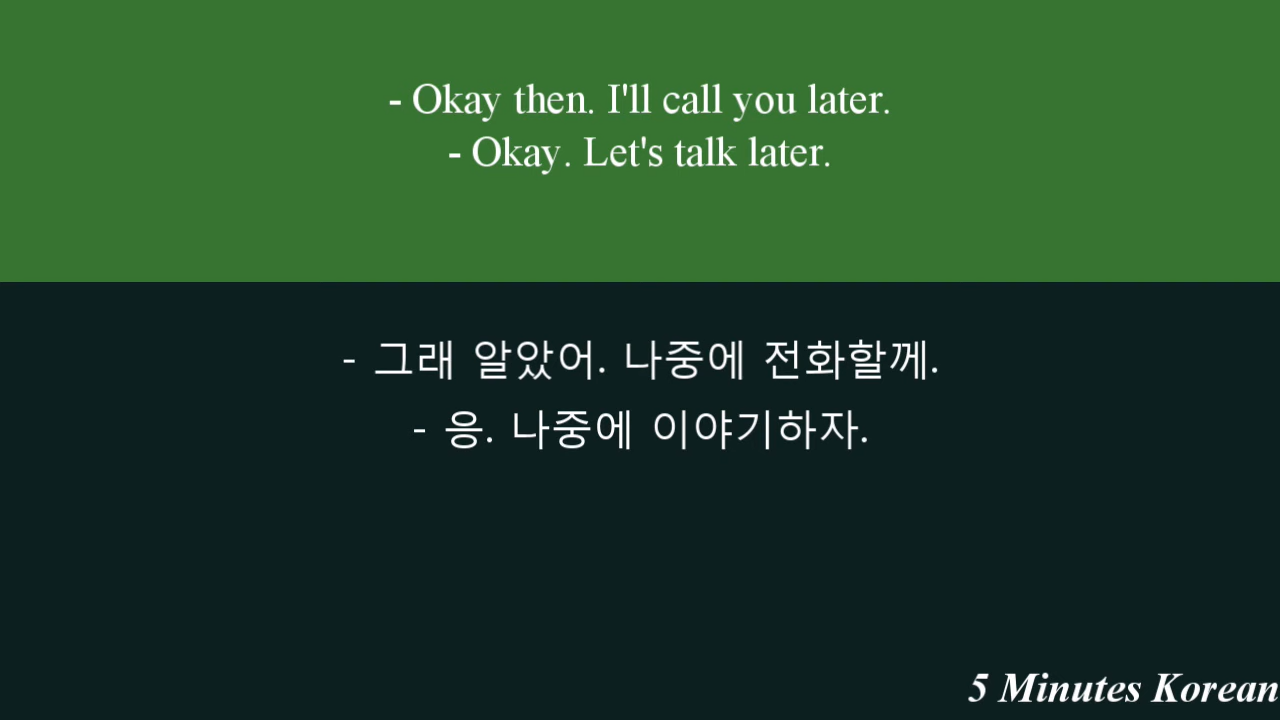 - Okay then. I'll call you later.
- Okay. Let's talk later.
- 그래 알았어. 나중에 전화할께.
- 응. 나중에 이야기하자.
5 Minutes Korean